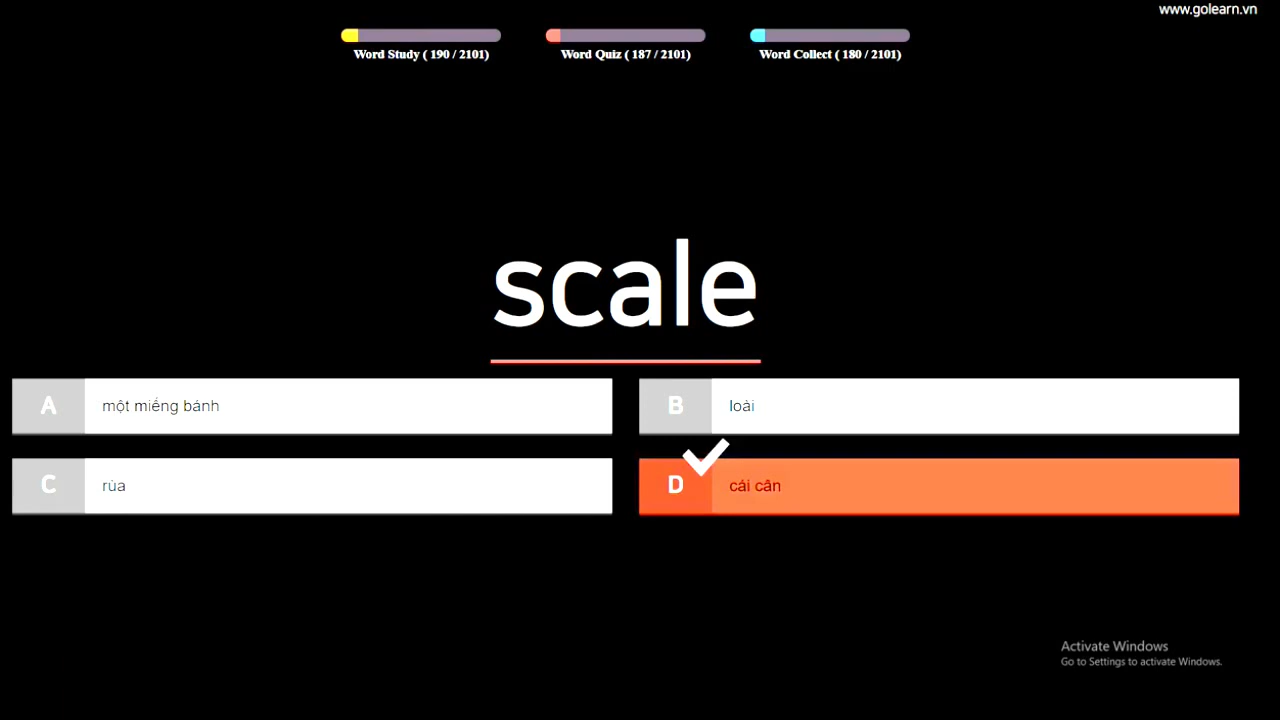 www.golearn.vn
Word Study ( 190 / 2101)
Word Quiz ( 187 / 2101)
Word Collect ( 180 / 2101)
scale
A một miếng bánh
B loài
C rùa
D cái cân
Activate Windows
Go to Settings to activate Windows.